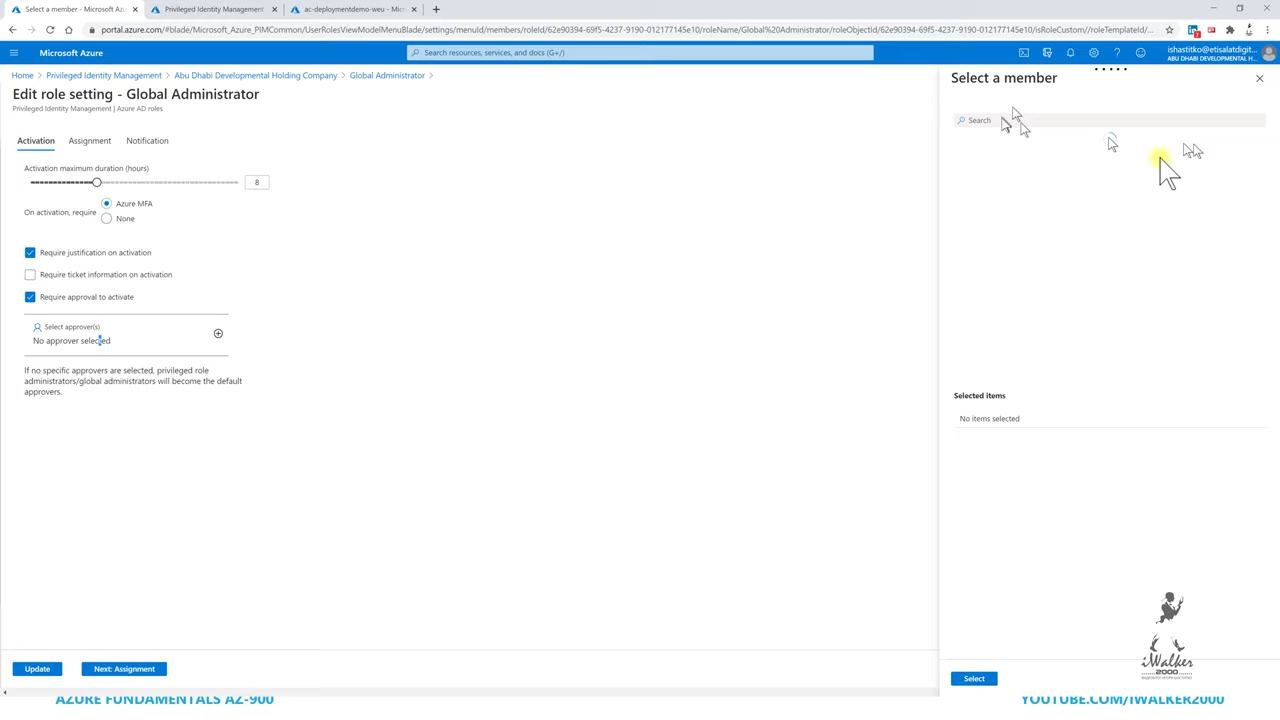 Select a member - Microsoft Az
Privileged Identity Management
ac-deploymentdemo-weu - Micr
portal.azure.com/#blade/Microsoft_Azure_PIMCommon/UserRolesViewModelMenuBlade/settings/menuId/members/roleId/62e90394-69f5-4237-9190-012177145e10/roleName/Global%20Administrator/roleObjectId/62e90394-69f5-4237-9190-012177145e10/isRoleCustom//roleTemplateId/...
Microsoft Azure
Search resources, services, and docs (G+/)
ishastitko@etisalatdigit...
ABU DHABI DEVELOPMENTAL H...
Home > Privileged Identity Management > Abu Dhabi Developmental Holding Company > Global Administrator >
Edit role setting - Global Administrator
Privileged Identity Management | Azure AD roles
Activation Assignment Notification
Activation maximum duration (hours)
8
On activation, require
Azure MFA
None
Require justification on activation
Require ticket information on activation
Require approval to activate
Select approver(s)
No approver selected
If no specific approvers are selected, privileged role
administrators/global administrators will become the default
approvers.
Update
Next: Assignment
Select a member
Search
Selected items
No items selected
Select
iWalker
2000
AZURE FUNDAMENTALS AZ-900
YOUTUBE.COM/IWALKER2000